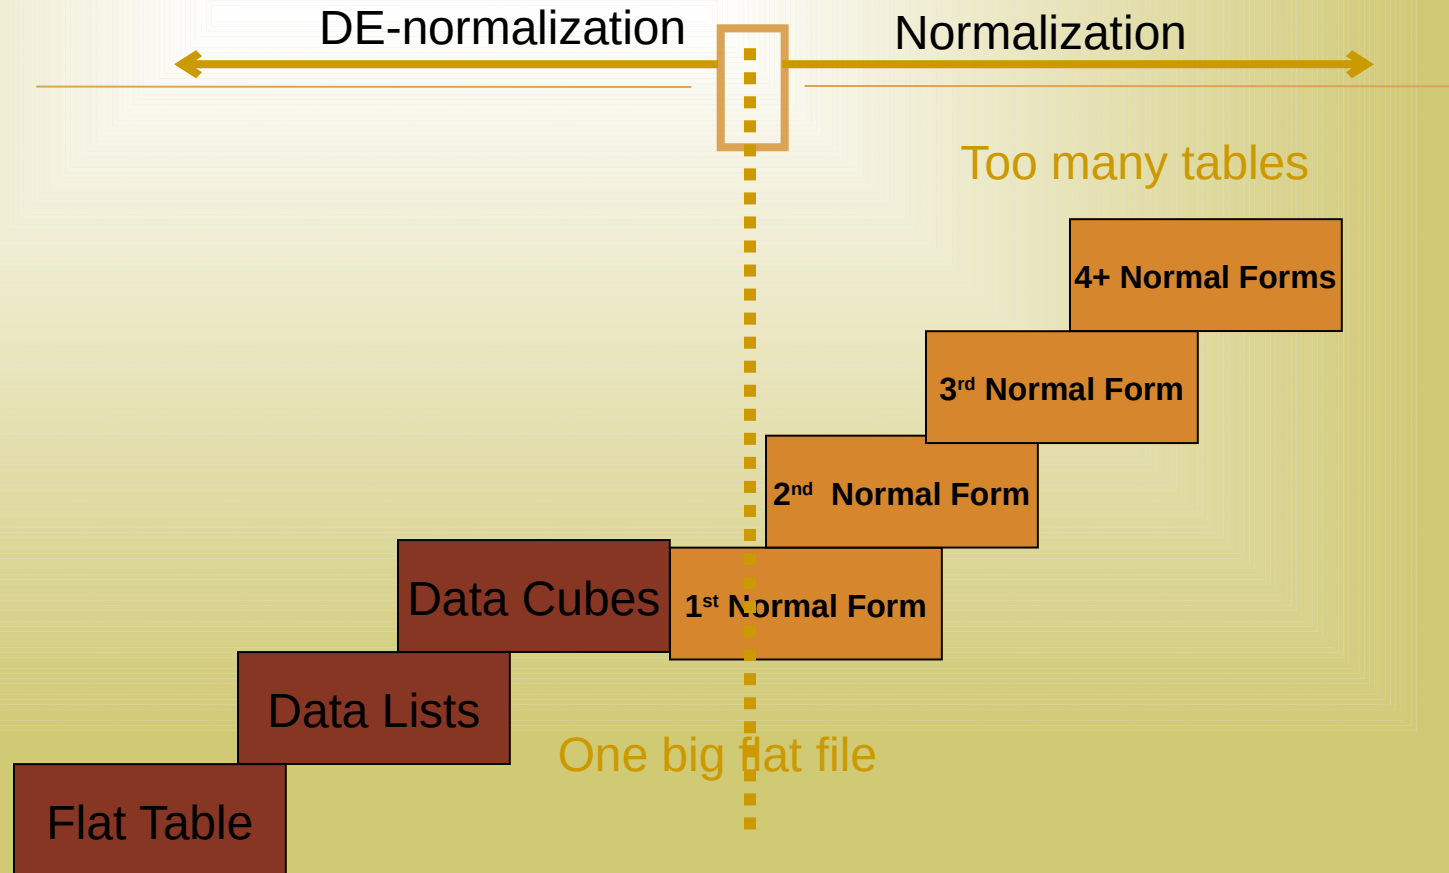 DE-normalization
Normalization
Too many tables
4+ Normal Forms
3rd Normal Form
2nd Normal Form
Data Cubes
1st Normal Form
Data Lists
One big flat file
Flat Table